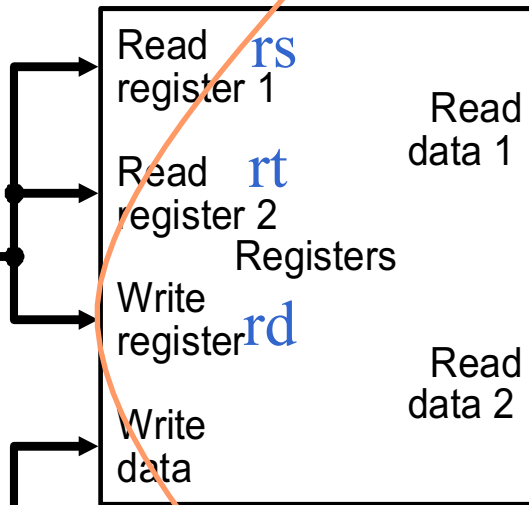 Read rs
register 1
Read
data 1
Read rt
register 2
Registers
Write
register rd
Read
data 2
Write
data